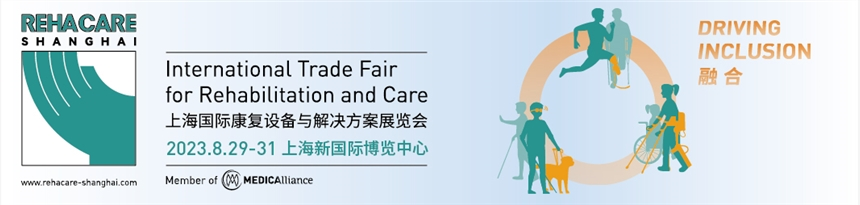 REHACARE
SHANGHAI
www.rehacare-shanghai.com
International Trade Fair
for Rehabilitation and Care
上海国际康复设备与解决方案展览会
2023.8.29-31 上海新国际博览中心
Member of MEDICAlliance
DRIVING
INCLUSION
融合